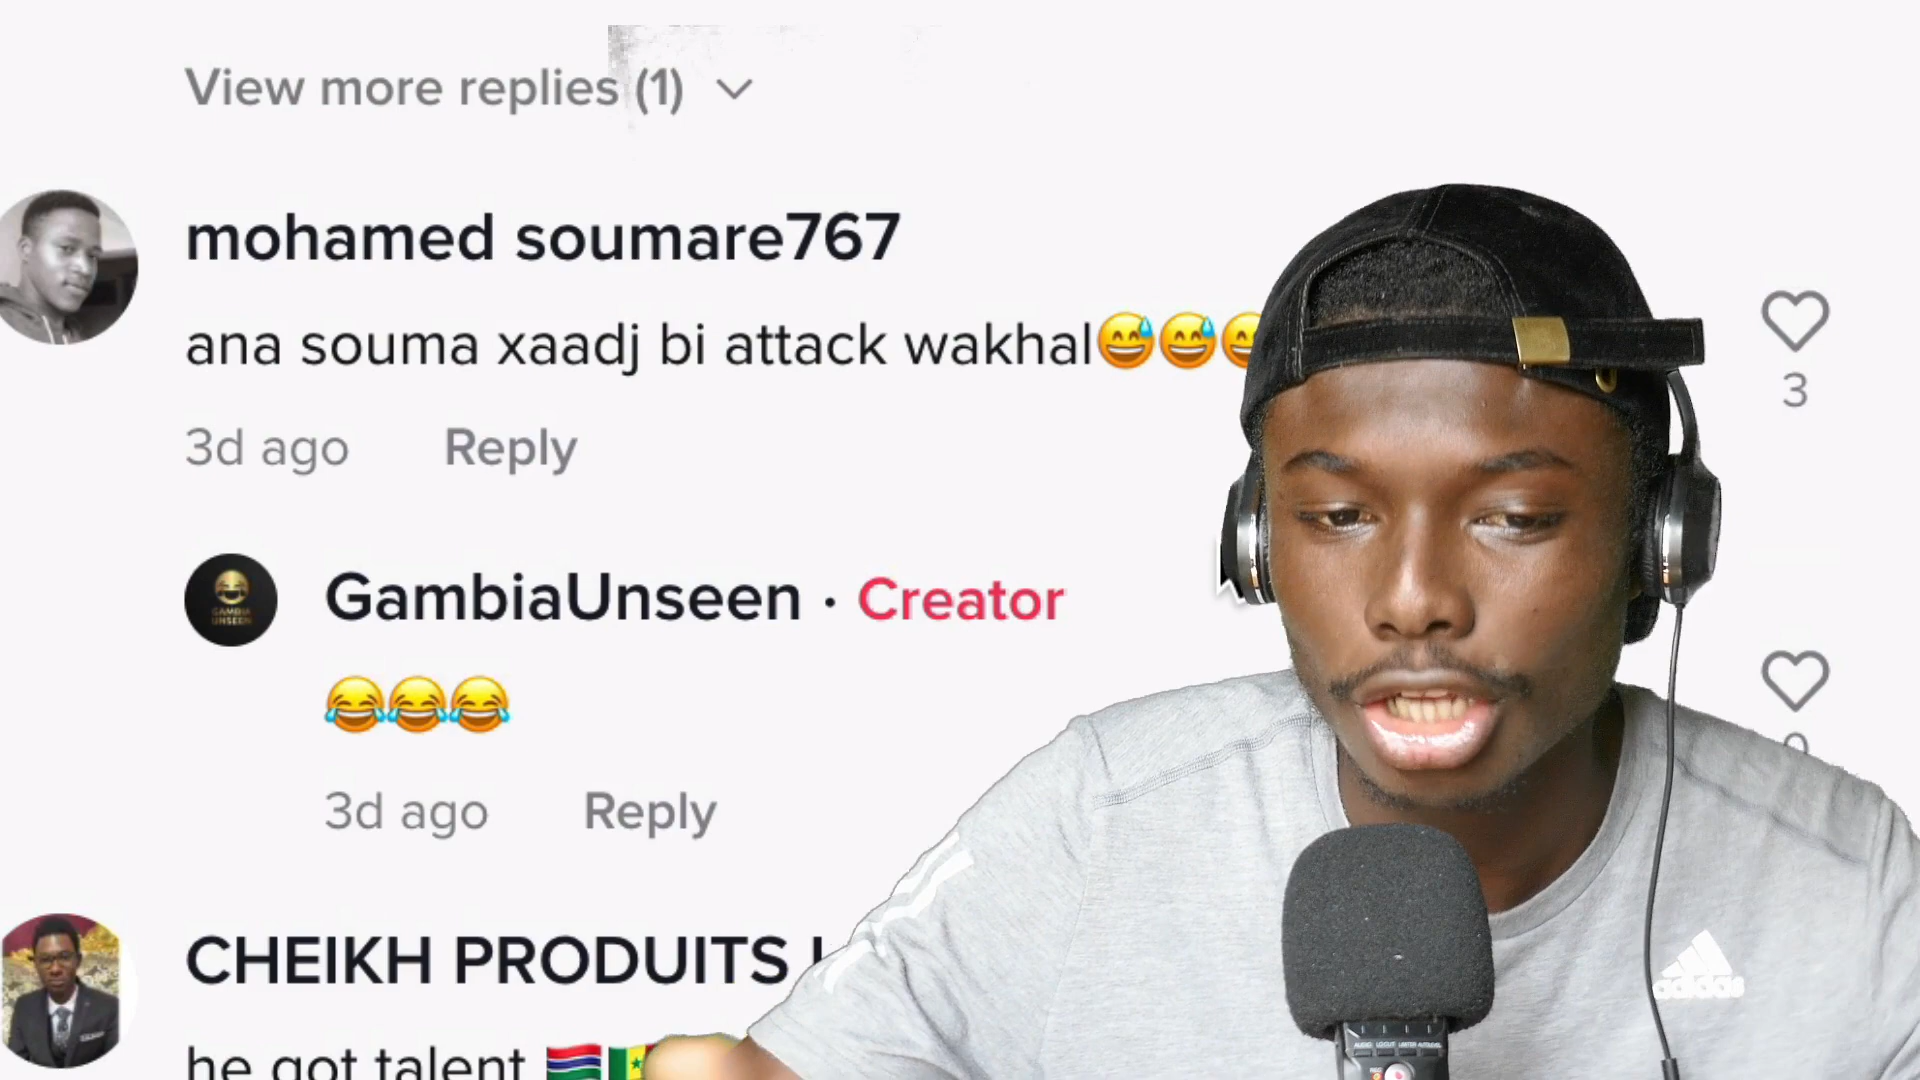 View more replies (1)
mohamed soumare767
ana souma xaadj bi attack wakhal😅😅😅
3
3d ago Reply
GambiaUnseen · Creator
😂😂😂
3d ago Reply
CHEIKH PRODUITS
he got talent 🇬🇲🇸🇳
adidas